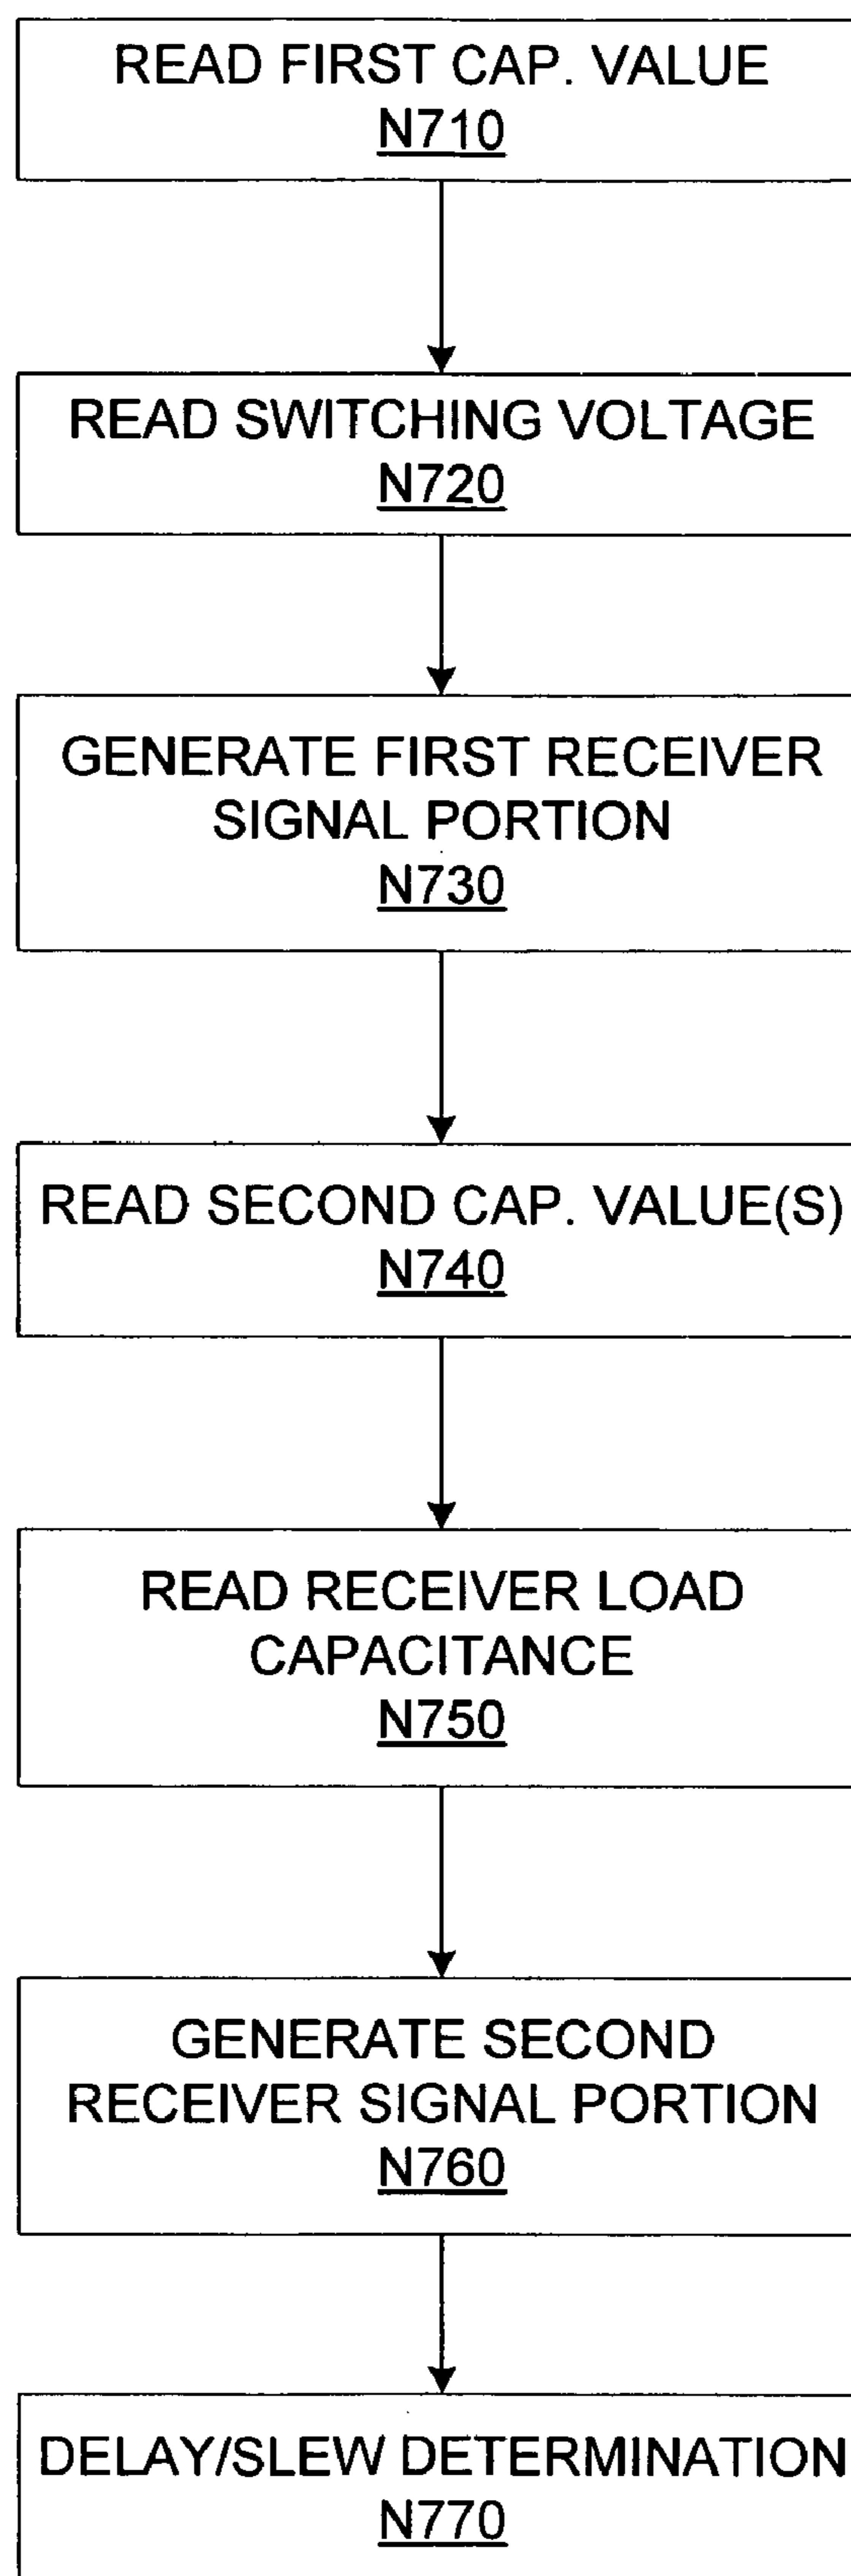 READ FIRST CAP. VALUE
N710
READ SWITCHING VOLTAGE
N720
GENERATE FIRST RECEIVER
SIGNAL PORTION
N730
READ SECOND CAP. VALUE(S)
N740
READ RECEIVER LOAD
CAPACITANCE
N750
GENERATE SECOND
RECEIVER SIGNAL PORTION
N760
DELAY/SLEW DETERMINATION
N770